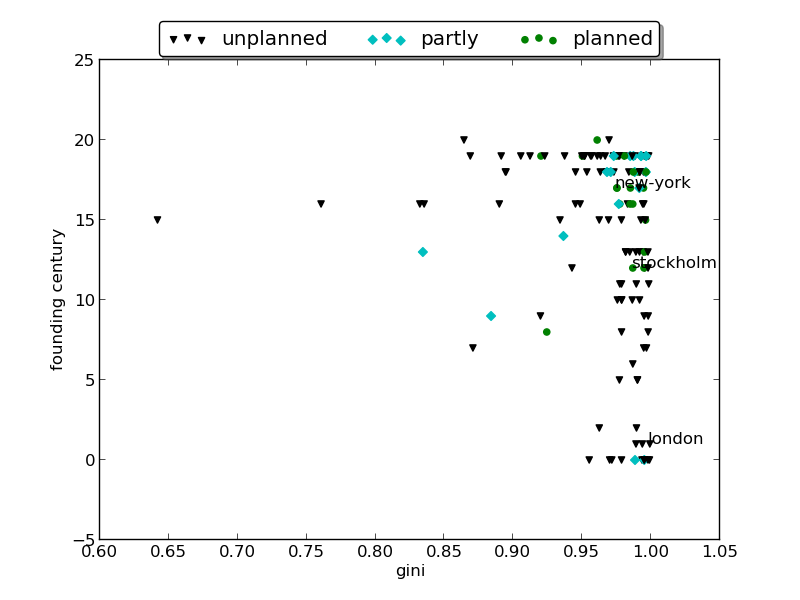 unplanned partly planned
25
20
15
10
5
0
−5
founding century
new-york
stockholm
london
0.60 0.65 0.70 0.75 0.80 0.85 0.90 0.95 1.00 1.05
gini